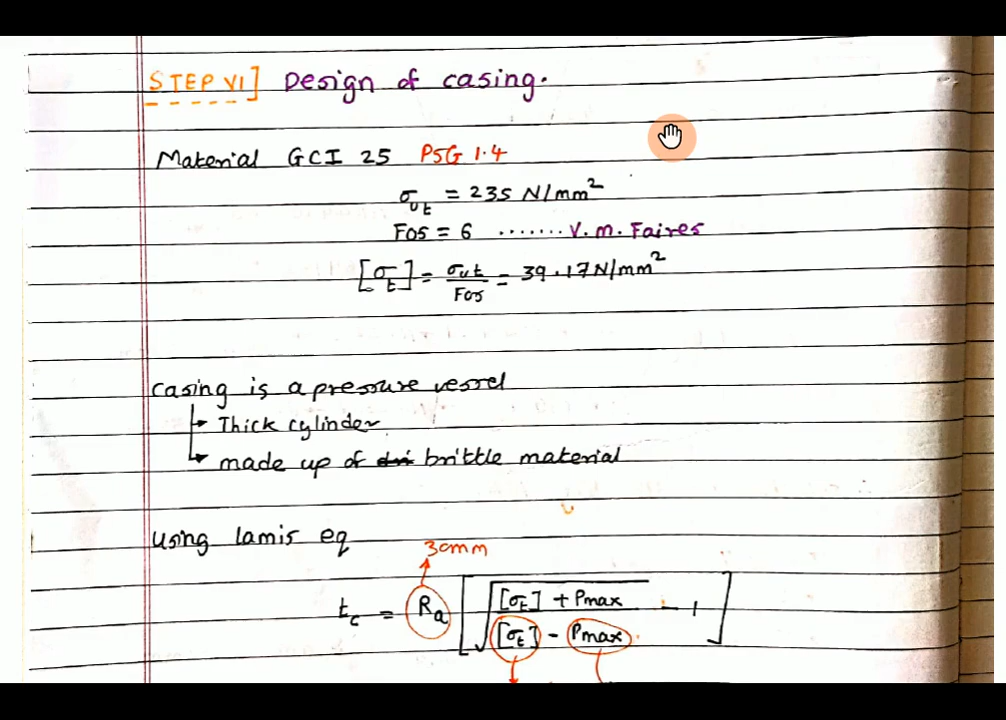 STEP VI] Design of casing.
Material GCI 25 PSG 1.4
σut = 235 N/mm²
FOS = 6 ....... V.M. Faires
[σt] = σut/FOS = 39.17 N/mm²
casing is a pressure vessel
→ Thick cylinder
→ made up of brittle material
using lamis eq
30mm
tc = Ra [√(([σt] + Pmax)/([σt] - Pmax)) - 1]